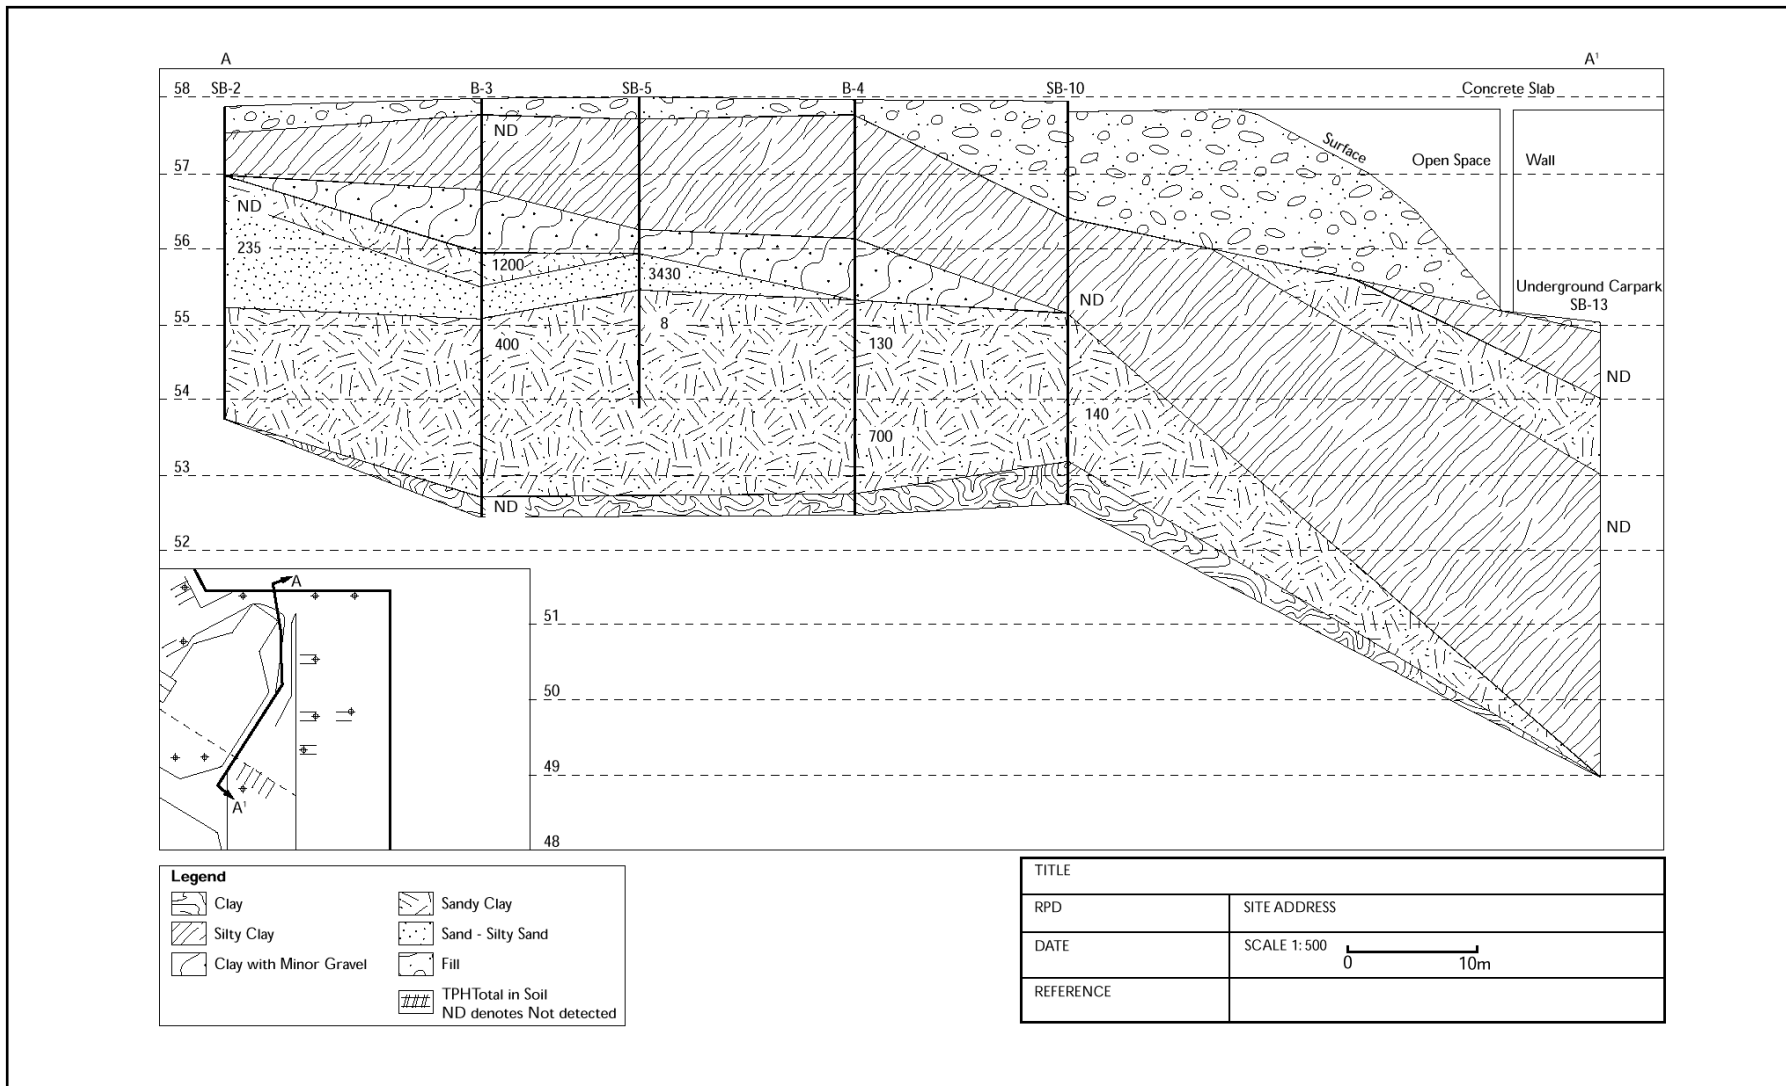 A A¹
58 SB-2 B-3 SB-5 B-4 SB-10 Concrete Slab
ND
Surface
Open Space Wall
57
ND
56
235 1200 3430
ND
Underground Carpark
SB-13
55
8
400 130
ND
54
140
700
53
ND ND
52
A
51
50
49
A¹
48
Legend
Clay
Silty Clay
Clay with Minor Gravel
Sandy Clay
Sand - Silty Sand
Fill
TPHTotal in Soil
ND denotes Not detected
TITLE
RPD SITE ADDRESS
DATE SCALE 1:500
0 10m
REFERENCE